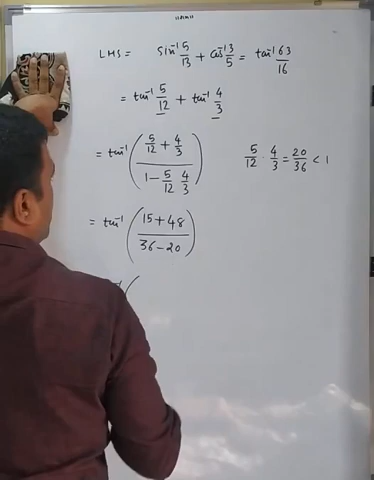 LHS = sin⁻¹ 5/13 + cos⁻¹ 3/5 = tan⁻¹ 63/16
= tan⁻¹ 5/12 + tan⁻¹ 4/3
= tan⁻¹ ( (5/12 + 4/3) / (1 − 5/12 4/3) )
5/12 · 4/3 = 20/36 < 1
= tan⁻¹ ( (15 + 48) / (36 − 20) )